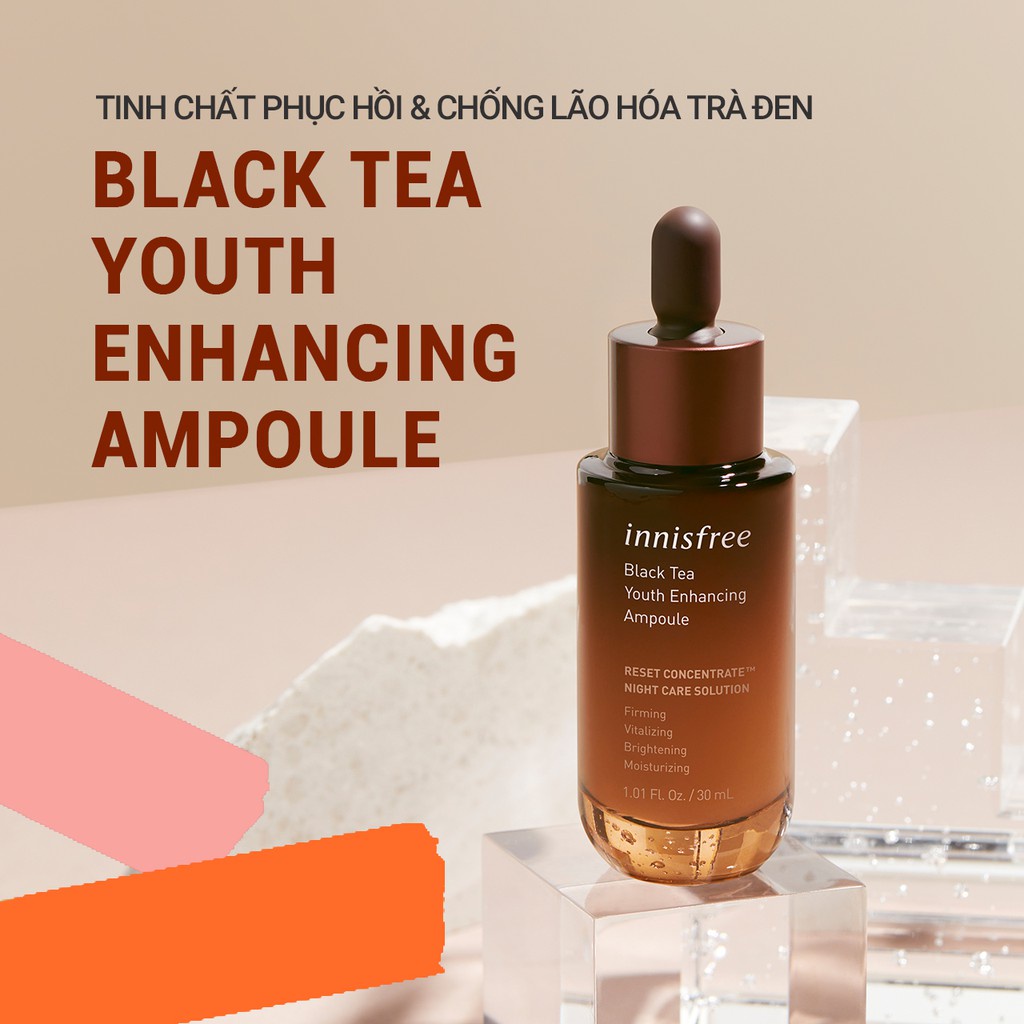 TINH CHẤT PHỤC HỒI & CHỐNG LÃO HÓA TRÀ ĐEN
BLACK TEA
YOUTH
ENHANCING
AMPOULE
innisfree
Black Tea
Youth Enhancing
Ampoule
RESET CONCENTRATE™
NIGHT CARE SOLUTION
Firming
Vitalizing
Brightening
Moisturizing
1.01 Fl. Oz. / 30 mL